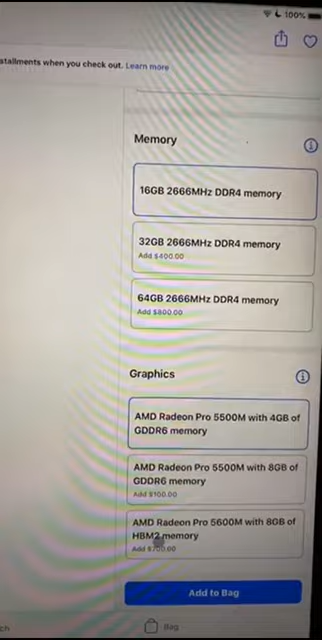 100%
stallments when you check out. Learn more
Memory
16GB 2666MHz DDR4 memory
32GB 2666MHz DDR4 memory
Add $400.00
64GB 2666MHz DDR4 memory
Add $800.00
Graphics
AMD Radeon Pro 5500M with 4GB of
GDDR6 memory
AMD Radeon Pro 5500M with 8GB of
GDDR6 memory
Add $100.00
AMD Radeon Pro 5600M with 8GB of
HBM2 memory
Add $700.00
Add to Bag
ch
Bag